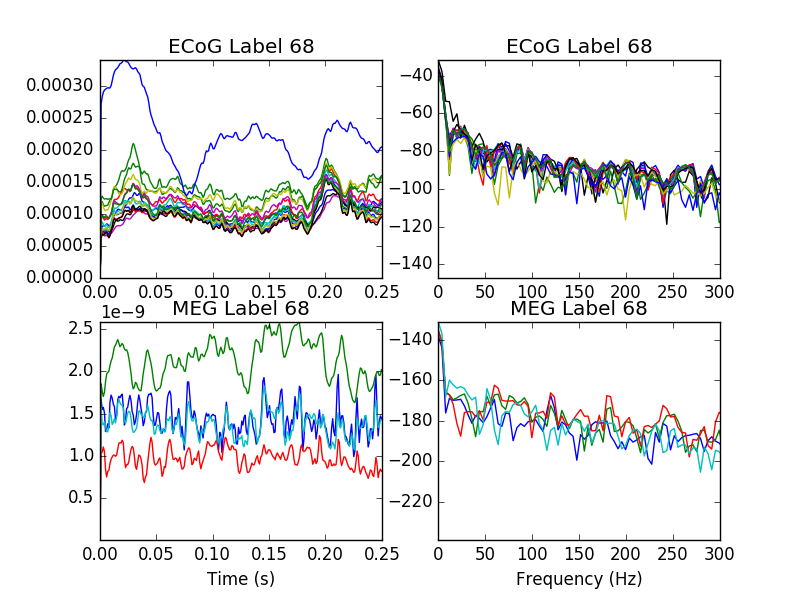 ECoG Label 68
ECoG Label 68
0.00030
0.00025
0.00020
0.00015
0.00010
0.00005
0.00000
0.00 0.05 0.10 0.15 0.20 0.25
−40
−60
−80
−100
−120
−140
0 50 100 150 200 250 300
1e−9
MEG Label 68
MEG Label 68
2.5
2.0
1.5
1.0
0.5
0.00 0.05 0.10 0.15 0.20 0.25
Time (s)
−140
−160
−180
−200
−220
0 50 100 150 200 250 300
Frequency (Hz)